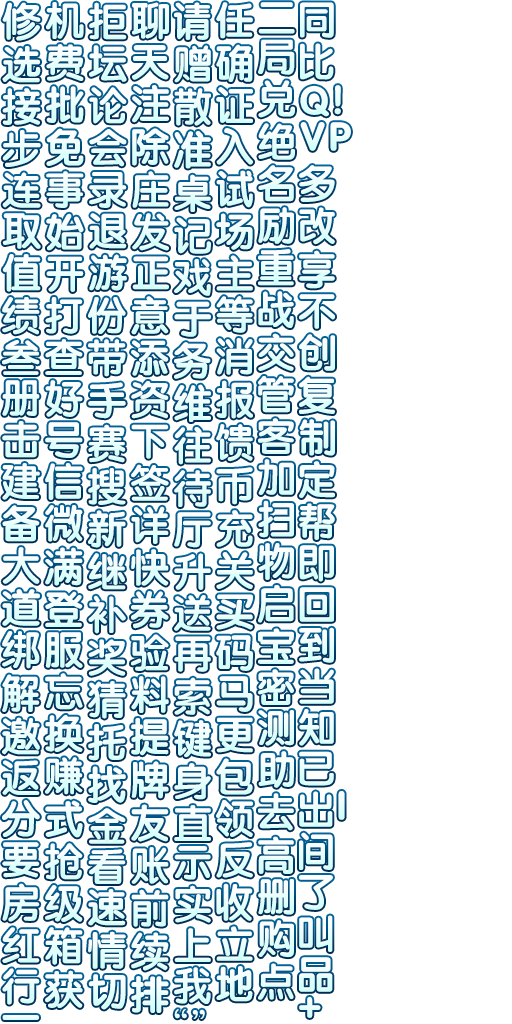 修机拒聊请任二同
选费坛天赠确局比
接批论注散证兑Q!
步免会除准入绝VP
连事录庄桌试名多
取始退发记场励改
值开游正戏主重享
绩打份意于等战不
叁查带添务消交创
册好手资维报管复
击号赛下往馈客制
建信搜签待币加定
备微新详厅充扫帮
大满继快升关物即
道登补券送买启回
绑服奖验再码宝到
解忘猜料索马密当
邀换托提键更测知
返赚找牌身包助已
分式金友直领去出|
要抢看账示反高间
房级速前实收删了
红箱情续上立购叫
行获切排我地点品
一“”+